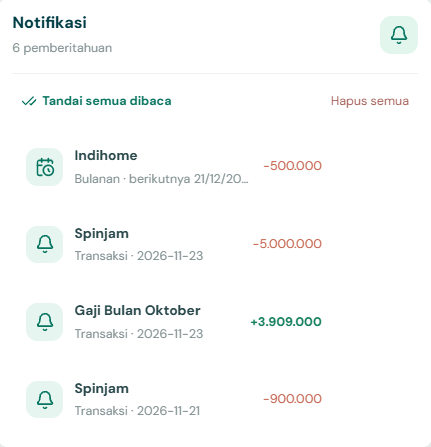 Notifikasi
6 pemberitahuan
Tandai semua dibaca
Hapus semua
Indihome
-500.000
Bulanan · berikutnya 21/12/20...
Spinjam
-5.000.000
Transaksi · 2026-11-23
Gaji Bulan Oktober
+3.909.000
Transaksi · 2026-11-23
Spinjam
-900.000
Transaksi · 2026-11-21